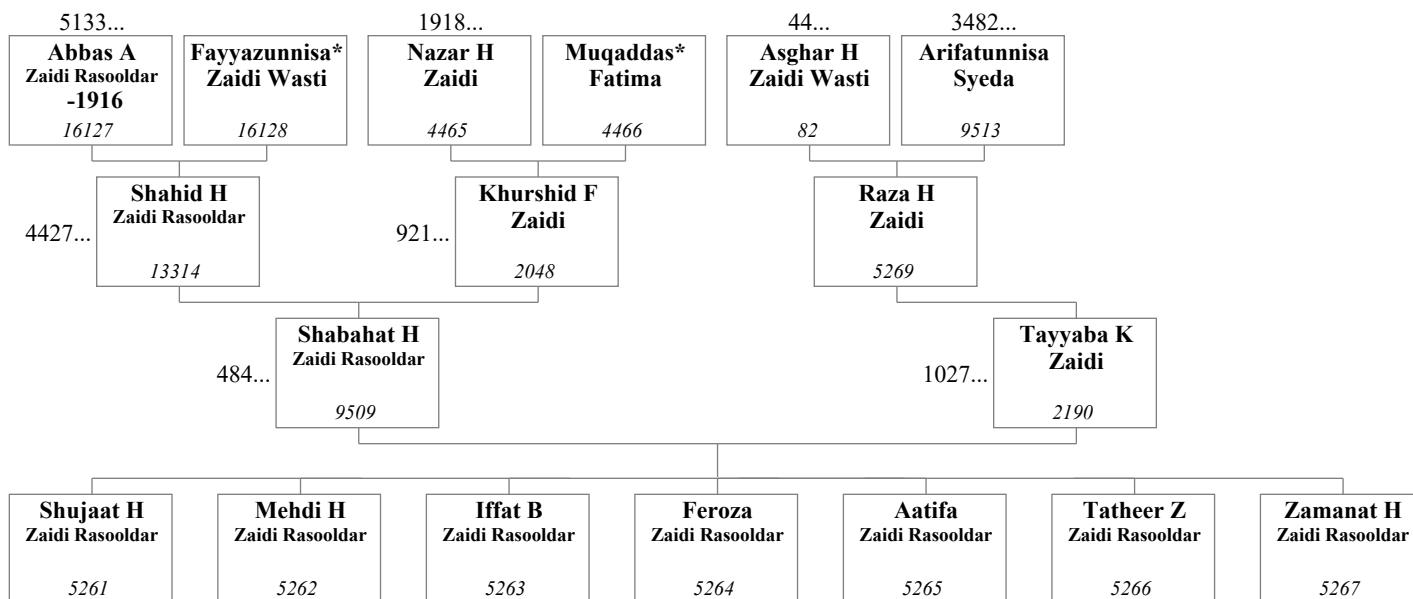 5133...
1918...
44...
3482...
Abbas A
Zaidi Rasooldar
-1916
16127
Fayyazunnisa*
Zaidi Wasti
16128
Nazar H
Zaidi
4465
Muqaddas*
Fatima
4466
Asghar H
Zaidi Wasti
82
Arifatunnisa
Syeda
9513
4427...
Shahid H
Zaidi Rasooldar
13314
921...
Khurshid F
Zaidi
2048
Raza H
Zaidi
5269
484...
Shabahat H
Zaidi Rasooldar
9509
1027...
Tayyaba K
Zaidi
2190
Shujaat H
Zaidi Rasooldar
5261
Mehdi H
Zaidi Rasooldar
5262
Iffat B
Zaidi Rasooldar
5263
Feroza
Zaidi Rasooldar
5264
Aatifa
Zaidi Rasooldar
5265
Tatheer Z
Zaidi Rasooldar
5266
Zamanat H
Zaidi Rasooldar
5267